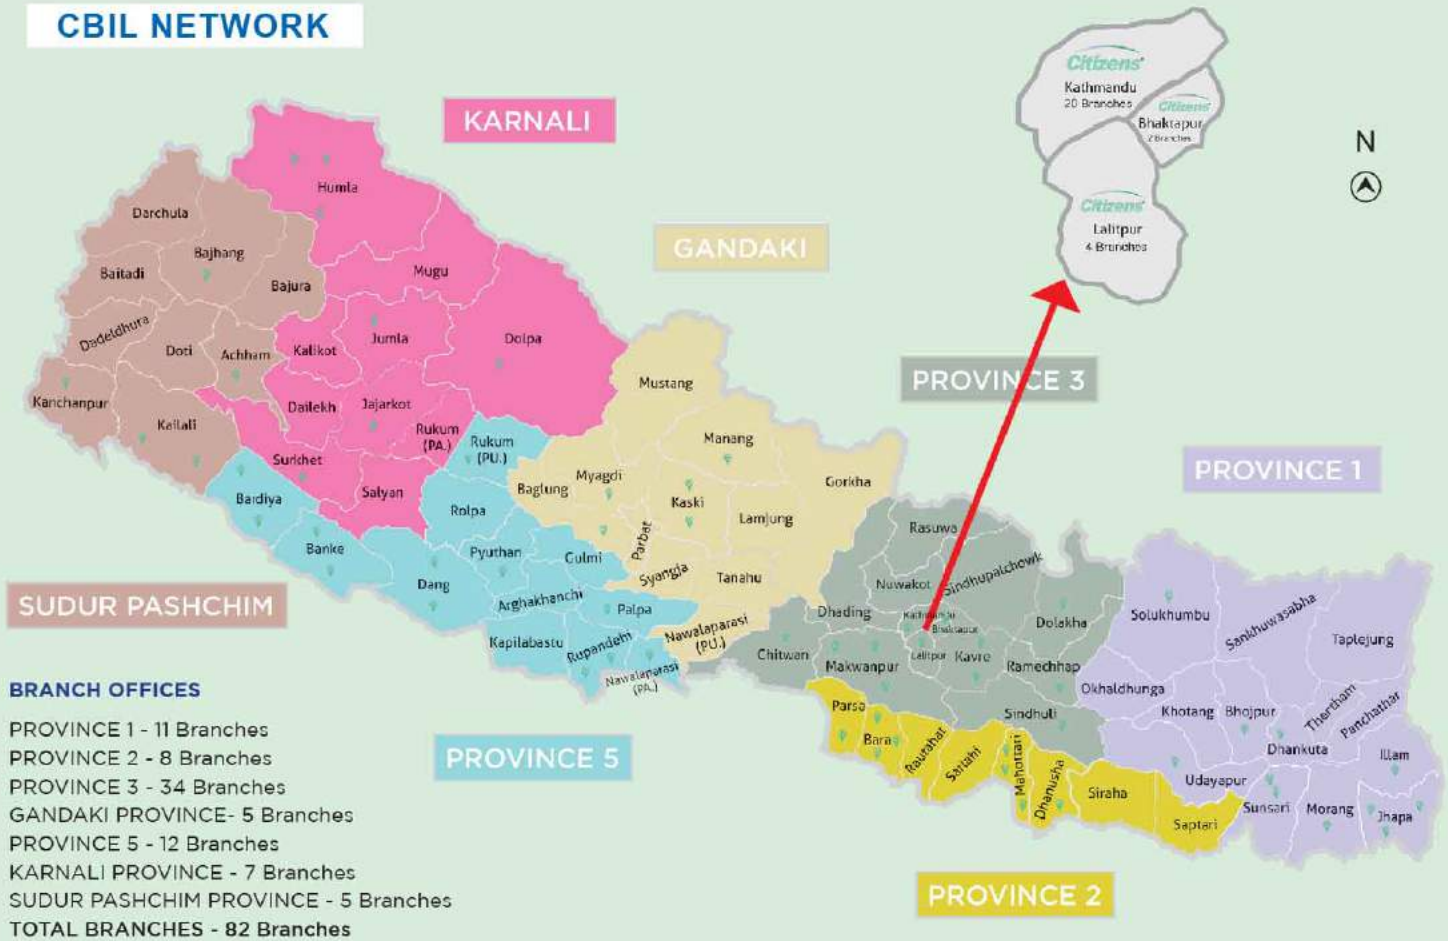 CBIL NETWORK
Citizens
Kathmandu
20 Branches
Citizens
Bhaktapur
2 Branches
Citizens
Lalitpur
4 Branches
N
KARNALI
Humla
Mugu
Dolpa
Jumla
Kalikot
Dailekh
Jajarkot
Rukum
(PA.)
Surkhet
Salyan
Darchula
Bajhang
Baitadi
Bajura
Dadeldhura
Doti
Achham
Kanchanpur
Kailali
SUDUR PASHCHIM
GANDAKI
Mustang
Manang
Myagdi
Baglung
Kaski
Gorkha
Lamjung
Parbat
Syangja
Tanahu
Nawalaparasi
(PU.)
Rukum
(PU.)
Bardiya
Rolpa
Banke
Pyuthan
Gulmi
Dang
Arghakhanchi
Palpa
Kapilabastu
Rupandehi
Nawalaparasi
(PA.)
PROVINCE 5
PROVINCE 3
Rasuwa
Nuwakot
Sindhupalchowk
Dhading
Kathmandu
Bhaktapur
Dolakha
Chitwan
Makwanpur
Lalitpur
Kavre
Ramechhap
Sindhuli
PROVINCE 1
Solukhumbu
Sankhuwasabha
Taplejung
Okhaldhunga
Khotang
Bhojpur
Thertham
Panchathar
Dhankuta
Illam
Udayapur
Sunsari
Morang
Jhapa
Parsa
Bara
Rautahat
Sarlahi
Mahottari
Dhanusha
Siraha
Saptari
PROVINCE 2
BRANCH OFFICES
PROVINCE 1 - 11 Branches
PROVINCE 2 - 8 Branches
PROVINCE 3 - 34 Branches
GANDAKI PROVINCE- 5 Branches
PROVINCE 5 - 12 Branches
KARNALI PROVINCE - 7 Branches
SUDUR PASHCHIM PROVINCE - 5 Branches
TOTAL BRANCHES - 82 Branches